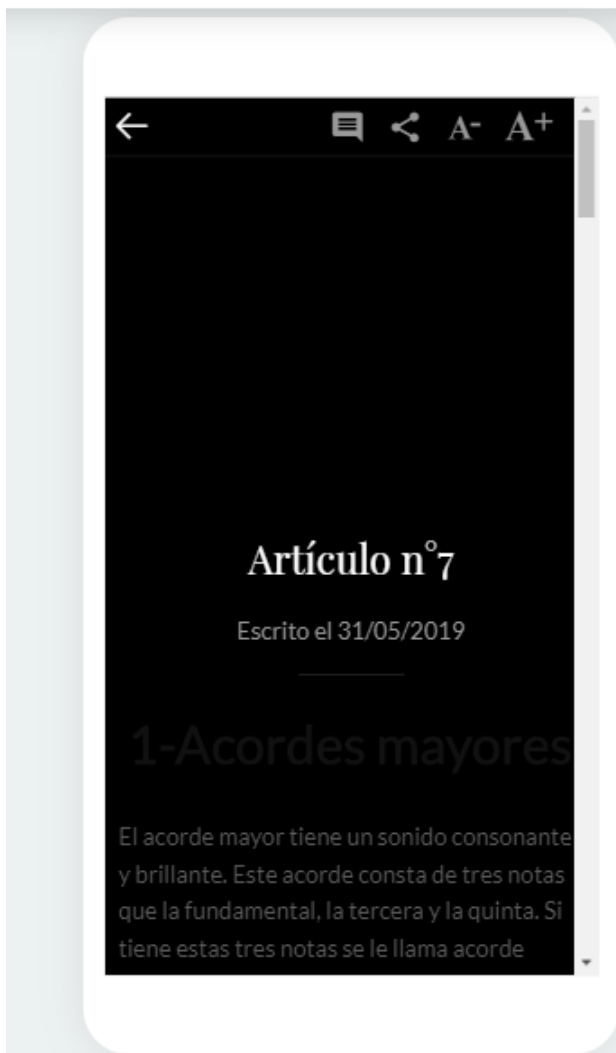 A- A+
Artículo n°7
Escrito el 31/05/2019
1-Acordes mayores
El acorde mayor tiene un sonido consonante
y brillante. Este acorde consta de tres notas
que la fundamental, la tercera y la quinta. Si
tiene estas tres notas se le llama acorde